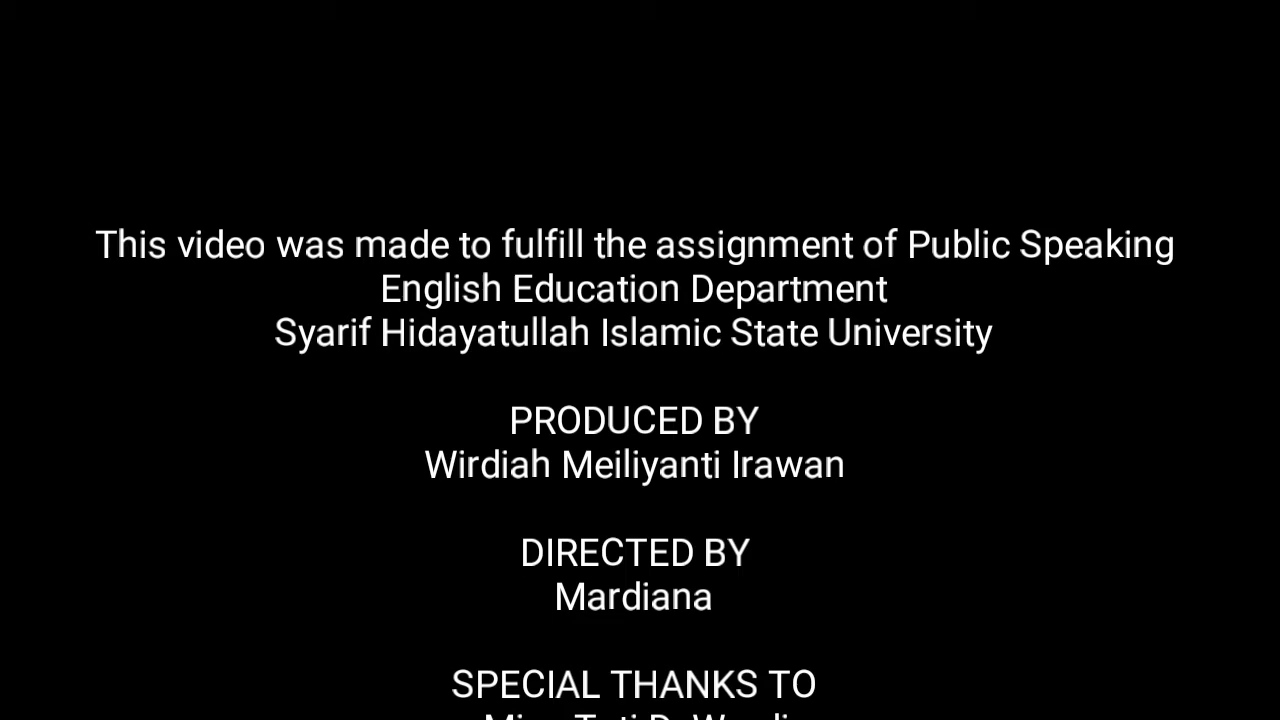 This video was made to fulfill the assignment of Public Speaking
English Education Department
Syarif Hidayatullah Islamic State University
PRODUCED BY
Wirdiah Meiliyanti Irawan
DIRECTED BY
Mardiana
SPECIAL THANKS TO